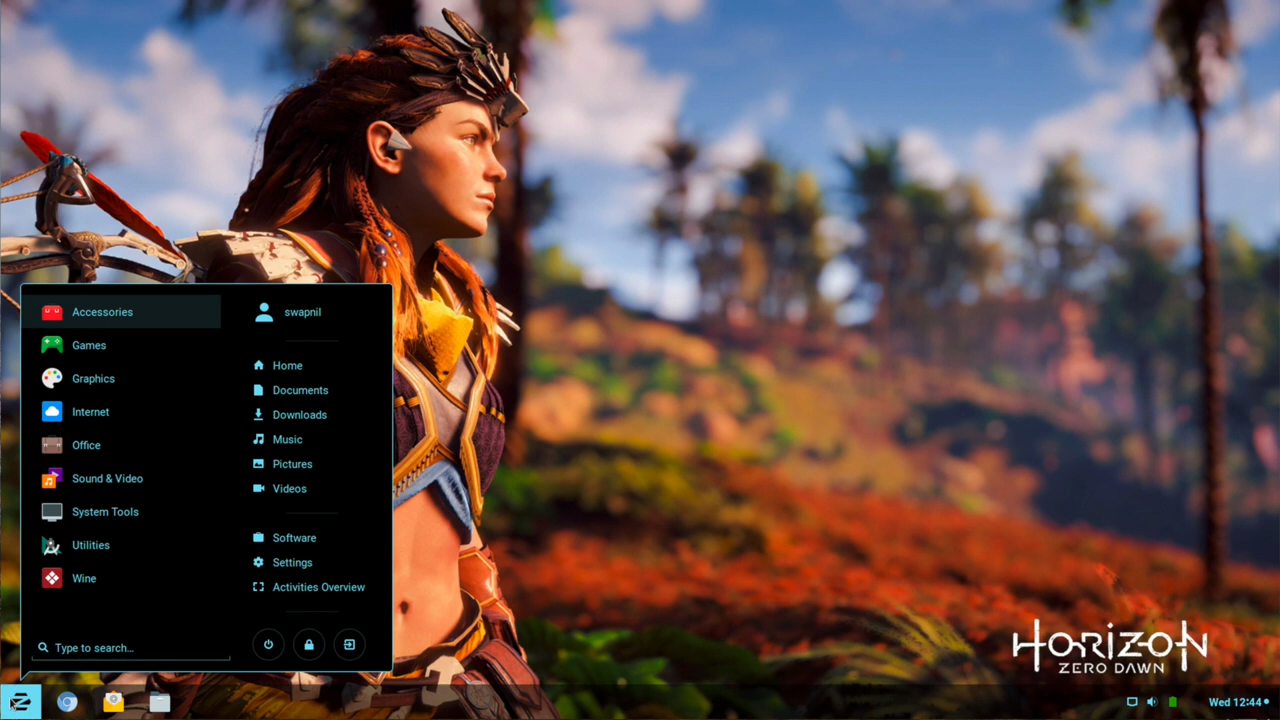 Accessories
Games
Graphics
Internet
Office
Sound & Video
System Tools
Utilities
Wine
Type to search...
swapnil
Home
Documents
Downloads
Music
Pictures
Videos
Software
Settings
Activities Overview
HORIZON
ZERO DAWN
Wed 12:44